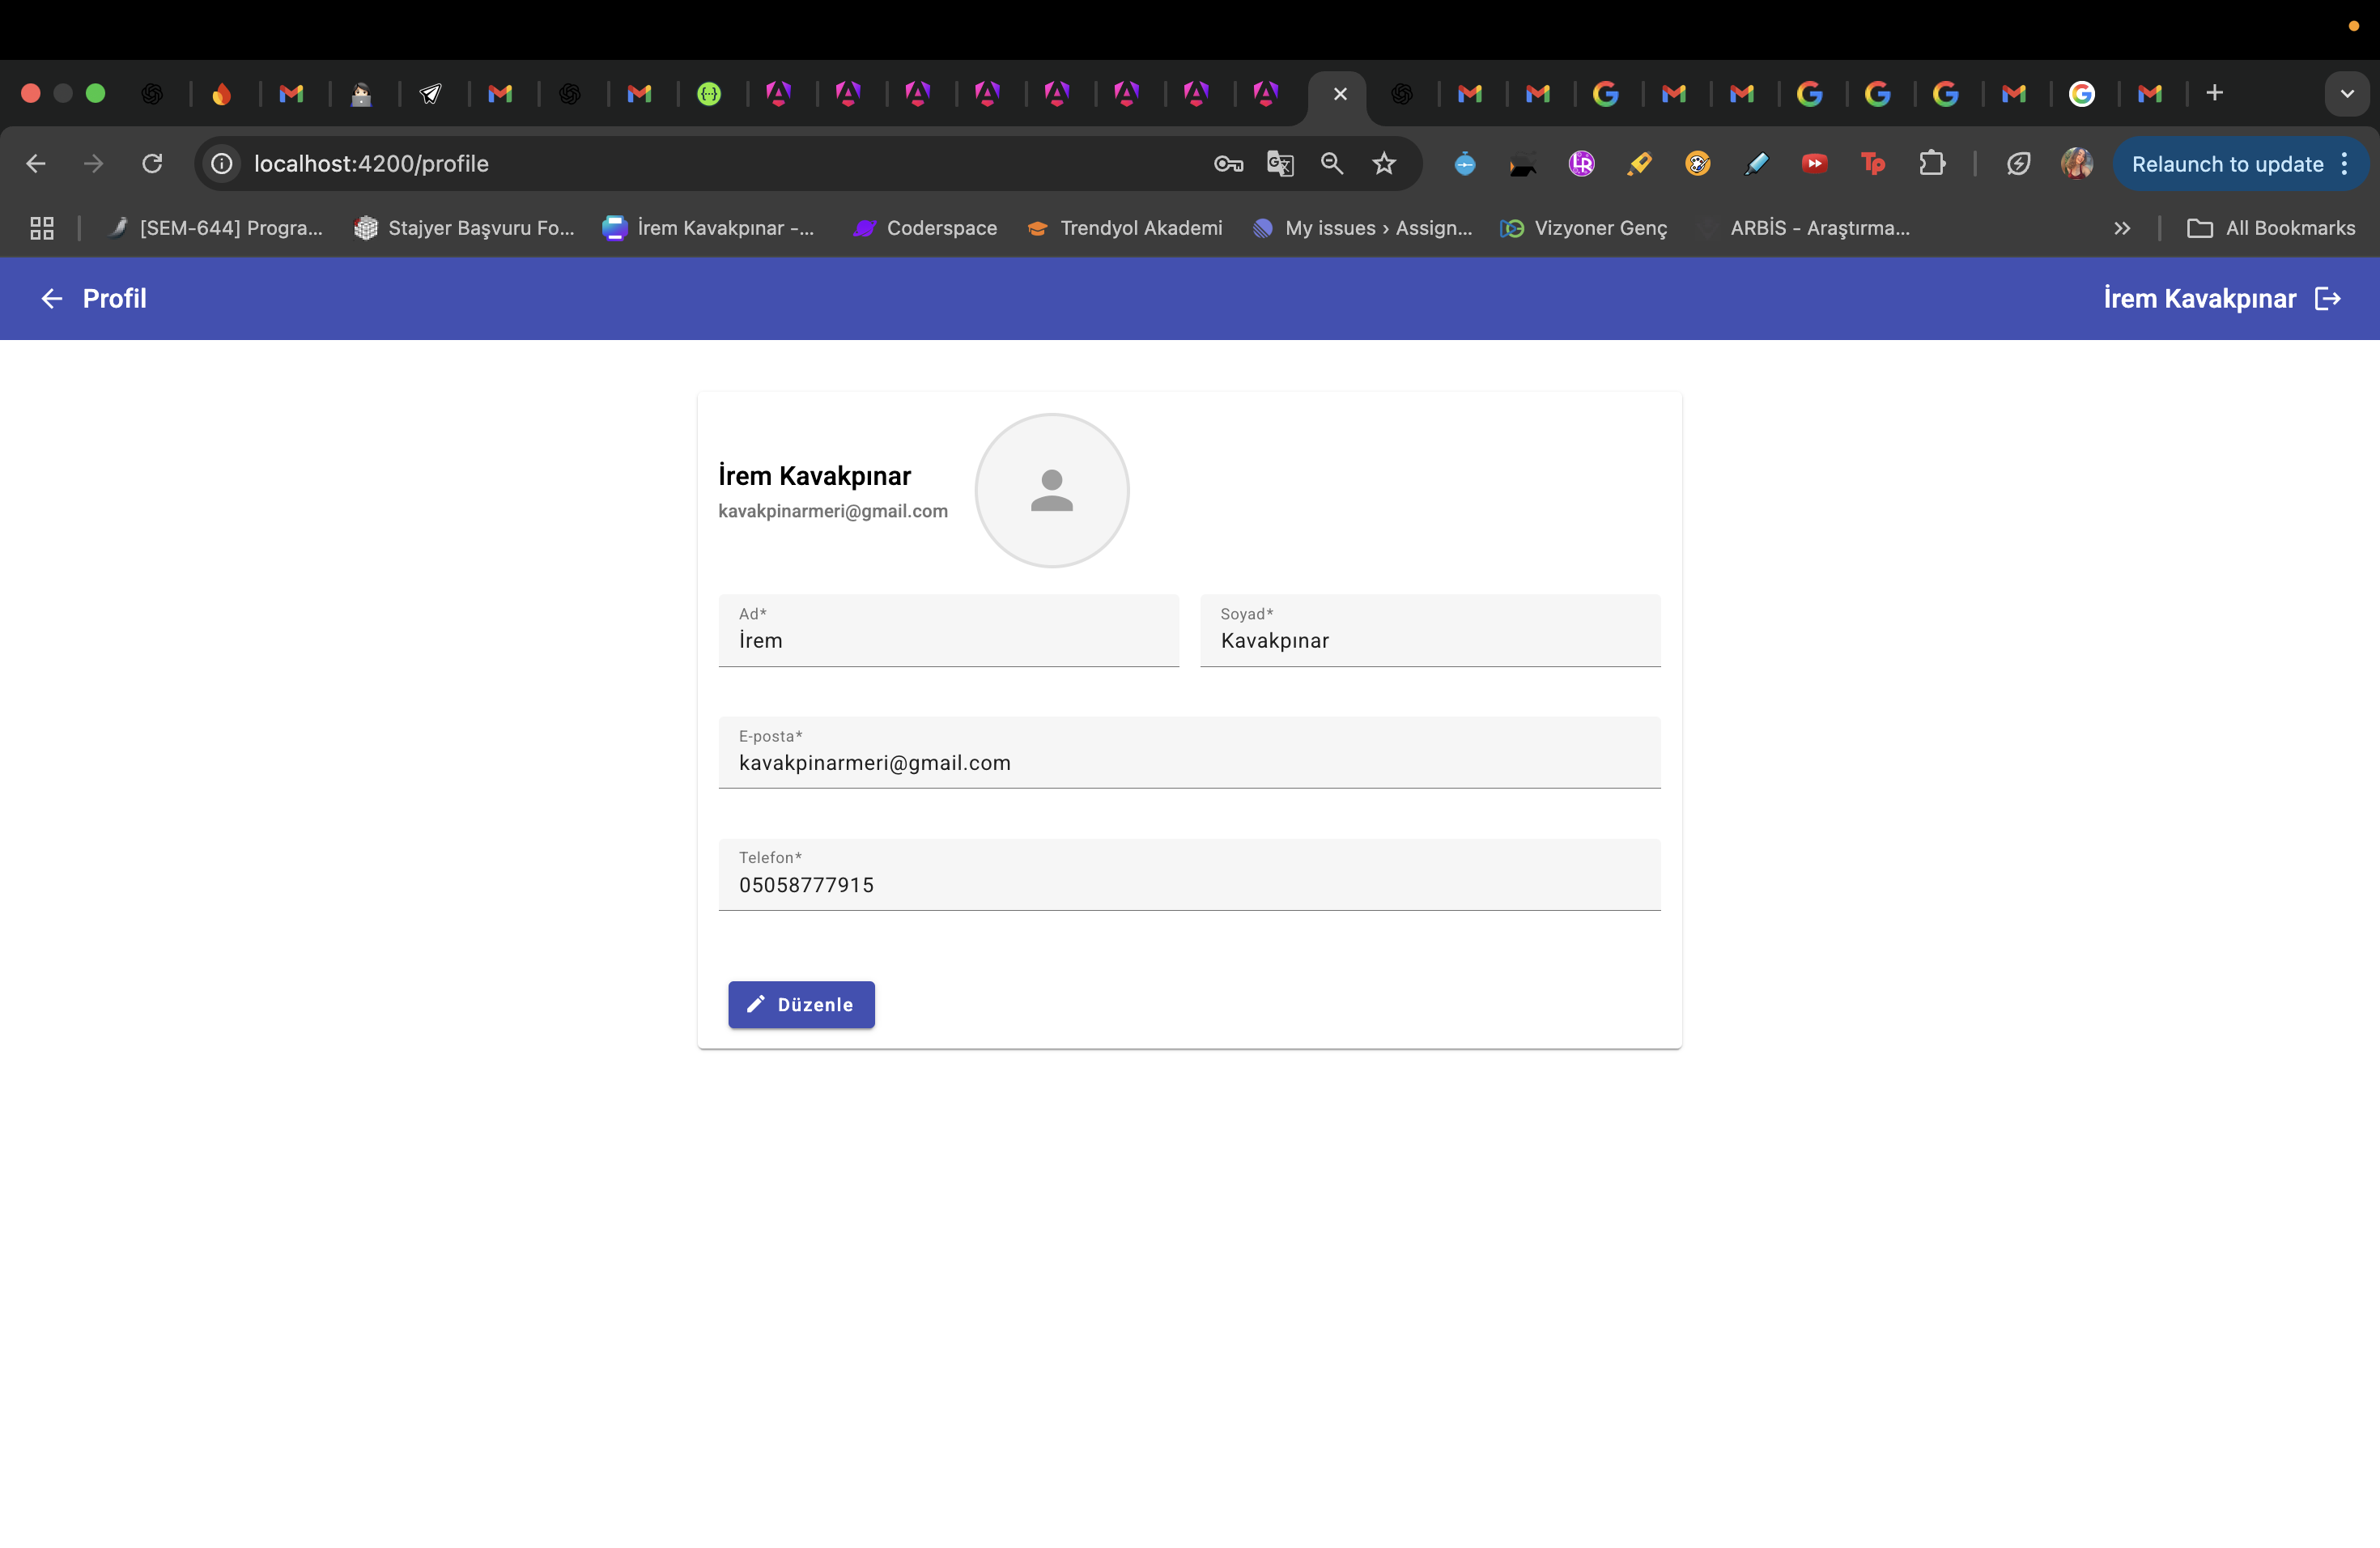 localhost:4200/profile
Relaunch to update
[SEM-644] Progra...
Stajyer Başvuru Fo...
İrem Kavakpınar -...
Coderspace
Trendyol Akademi
My issues › Assign...
Vizyoner Genç
ARBİS - Araştırma...
All Bookmarks
Profil
İrem Kavakpınar
İrem Kavakpınar
kavakpinarmeri@gmail.com
Ad*
İrem
Soyad*
Kavakpınar
E-posta*
kavakpinarmeri@gmail.com
Telefon*
05058777915
Düzenle